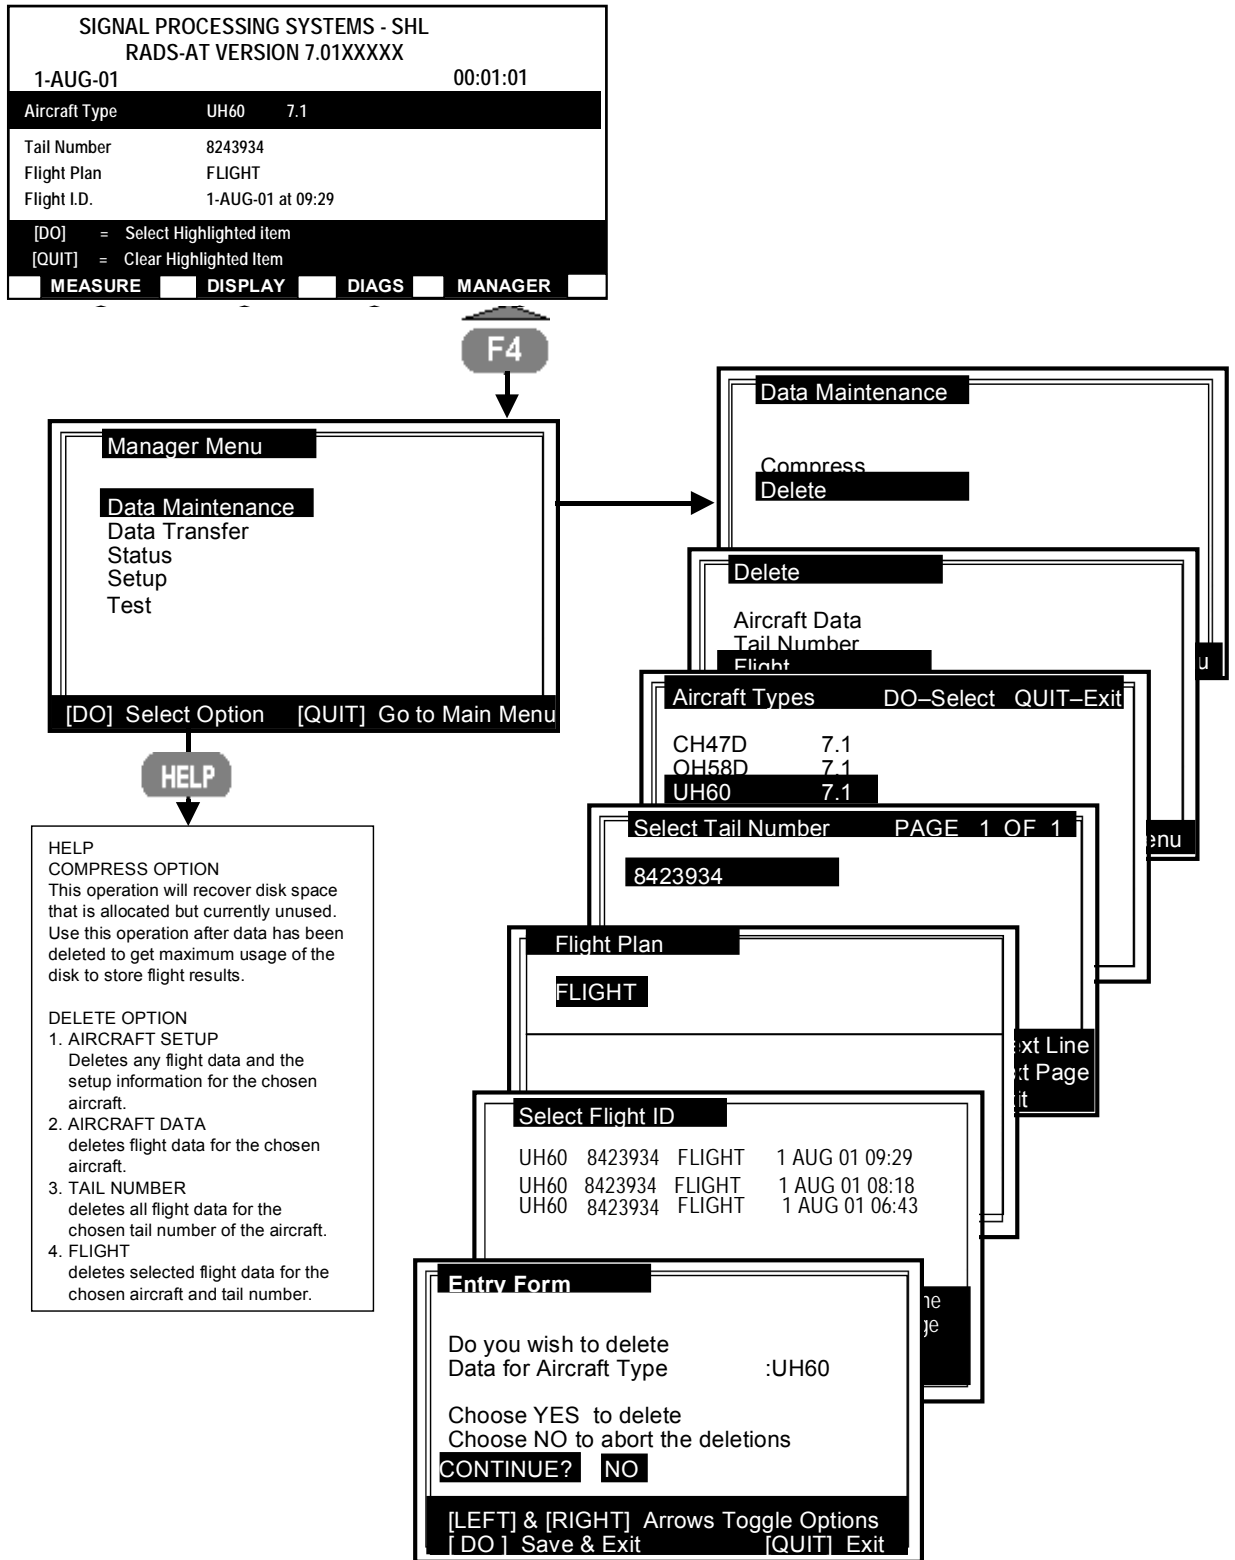 SIGNAL PROCESSING SYSTEMS - SHL
RADS-AT VERSION 7.01XXXXX
1-AUG-01 00:01:01
Aircraft Type UH60 7.1
Tail Number 8243934
Flight Plan FLIGHT
Flight I.D. 1-AUG-01 at 09:29
[DO] = Select Highlighted item
[QUIT] = Clear Highlighted Item
MEASURE DISPLAY DIAGS MANAGER
F4
Manager Menu
Data Maintenance
Data Transfer
Status
Setup
Test
[DO] Select Option [QUIT] Go to Main Menu
HELP
HELP
COMPRESS OPTION
This operation will recover disk space
that is allocated but currently unused.
Use this operation after data has been
deleted to get maximum usage of the
disk to store flight results.
DELETE OPTION
1. AIRCRAFT SETUP
Deletes any flight data and the
setup information for the chosen
aircraft.
2. AIRCRAFT DATA
deletes flight data for the chosen
aircraft.
3. TAIL NUMBER
deletes all flight data for the
chosen tail number of the aircraft.
4. FLIGHT
deletes selected flight data for the
chosen aircraft and tail number.
Data Maintenance
Compress
Delete
u
Delete
Aircraft Data
Tail Number
Flight
enu
Aircraft Types DO–Select QUIT–Exit
CH47D 7.1
OH58D 7.1
UH60 7.1
Select Tail Number PAGE 1 OF 1
8423934
ext Line
xt Page
it
Flight Plan
FLIGHT
Select Flight ID
UH60 8423934 FLIGHT 1 AUG 01 09:29
UH60 8423934 FLIGHT 1 AUG 01 08:18
UH60 8423934 FLIGHT 1 AUG 01 06:43
ne
ge
Entry Form
Do you wish to delete
Data for Aircraft Type :UH60
Choose YES to delete
Choose NO to abort the deletions
CONTINUE? NO
[LEFT] & [RIGHT] Arrows Toggle Options
[ DO ] Save & Exit [QUIT] Exit